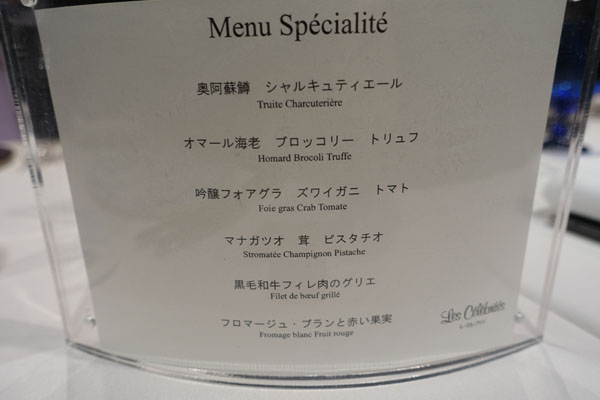 Menu Spécialité
奥阿蘇鱒　シャルキュティエール
Truite Charcuterière
オマール海老　ブロッコリー　トリュフ
Homard Brocoli Truffe
吟醸フォアグラ　ズワイガニ　トマト
Foie gras Crab Tomate
マナガツオ　茸　ピスタチオ
Stromatée Champignon Pistache
黒毛和牛フィレ肉のグリエ
Filet de bœuf grillé
フロマージュ・ブランと赤い果実
Fromage blanc Fruit rouge
Les Célébrités